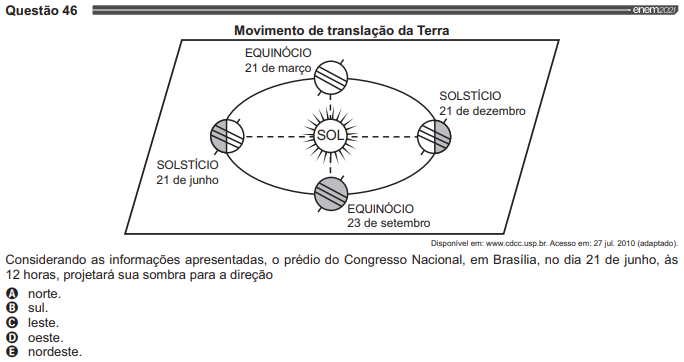 Questão 46
enem2021
Movimento de translação da Terra
EQUINÓCIO
21 de março
SOLSTÍCIO
21 de dezembro
SOL
SOLSTÍCIO
21 de junho
EQUINÓCIO
23 de setembro
Disponível em: www.cdcc.usp.br. Acesso em: 27 jul. 2010 (adaptado).
Considerando as informações apresentadas, o prédio do Congresso Nacional, em Brasília, no dia 21 de junho, às
12 horas, projetará sua sombra para a direção
A norte.
B sul.
C leste.
D oeste.
E nordeste.